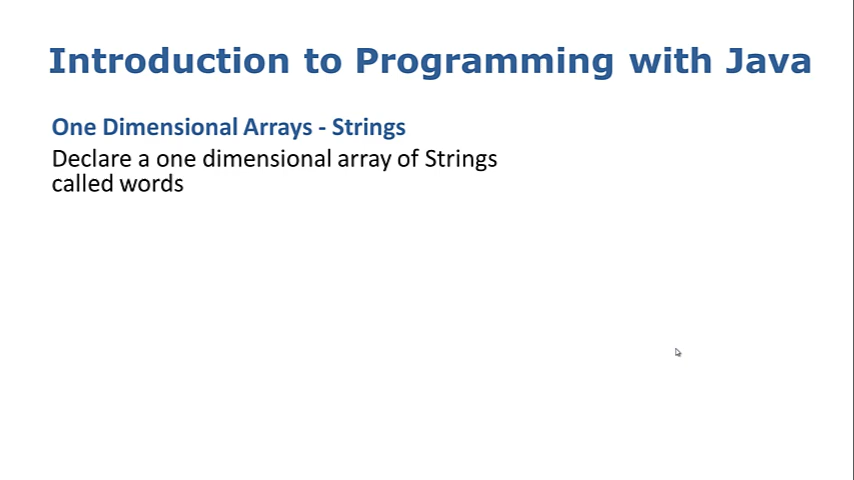 Introduction to Programming with Java
One Dimensional Arrays - Strings
Declare a one dimensional array of Strings
called words